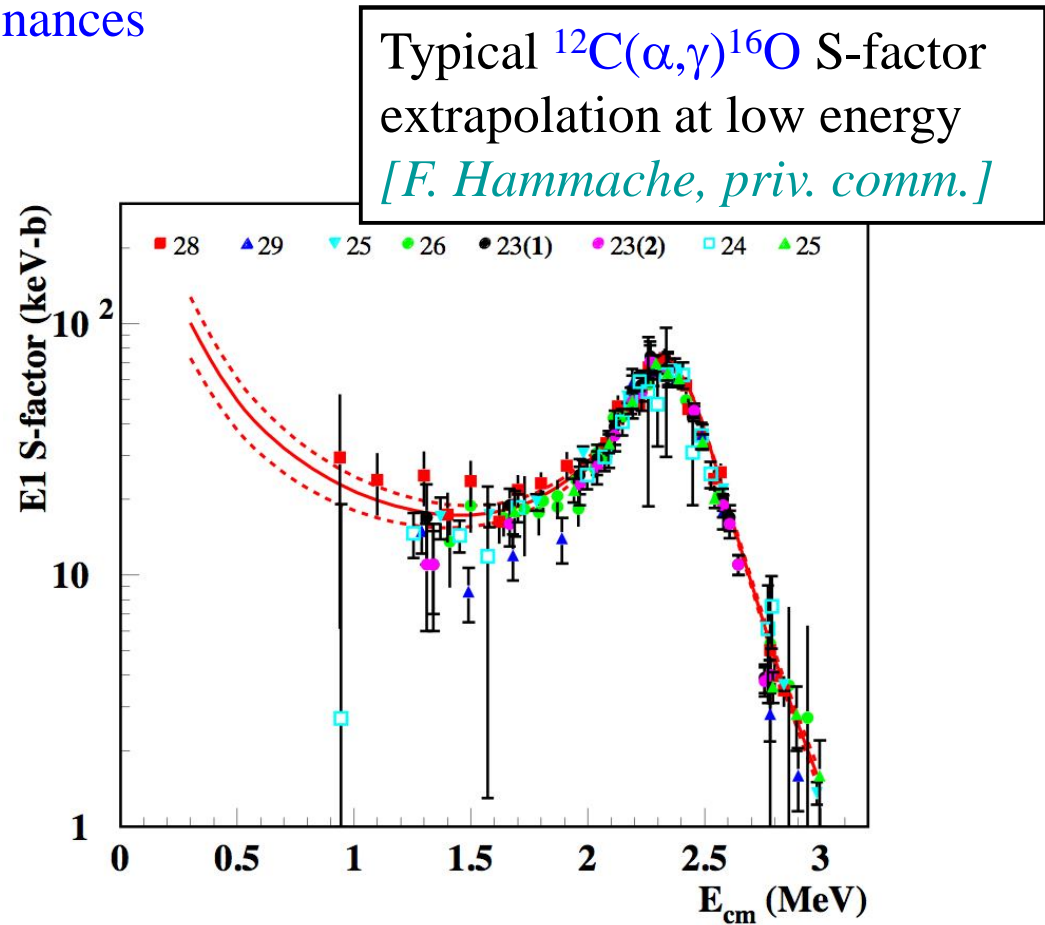 nances
Typical ¹²C(α,γ)¹⁶O S-factor
extrapolation at low energy
[F. Hammache, priv. comm.]
E1 S-factor (keV-b)
28 29 25 26 23(1) 23(2) 24 25
10²
10
1
0 0.5 1 1.5 2 2.5 3
E_cm (MeV)